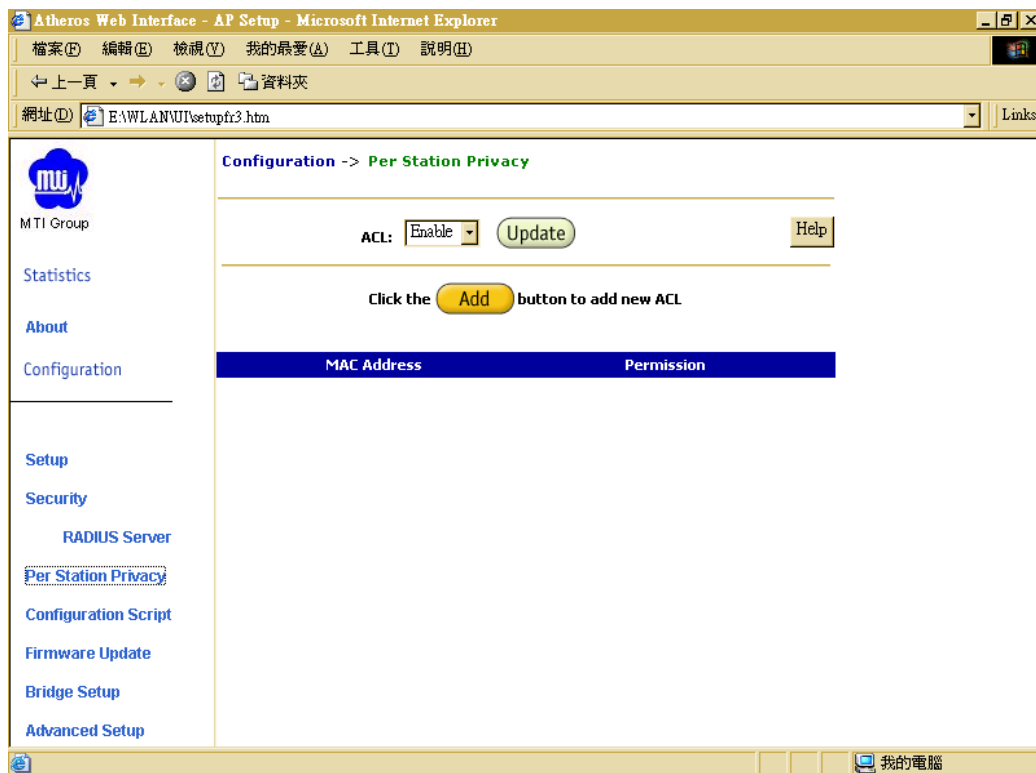 Atheros Web Interface - AP Setup - Microsoft Internet Explorer
檔案(F) 編輯(E) 檢視(V) 我的最愛(A) 工具(T) 說明(H)
上一頁 資料夾
網址(D) E:\WLAN\UI\setupfr3.htm Links
mti
MTI Group
Statistics
About
Configuration
Setup
Security
RADIUS Server
Per Station Privacy
Configuration Script
Firmware Update
Bridge Setup
Advanced Setup
Configuration -> Per Station Privacy
ACL: Enable Update Help
Click the Add button to add new ACL
MAC Address Permission
我的電腦